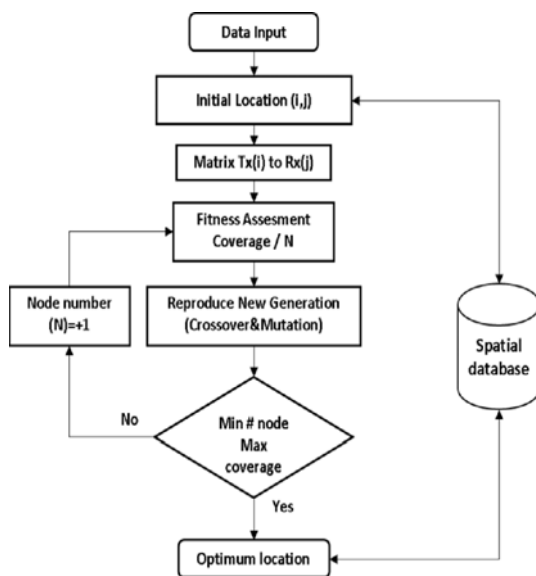 Data Input
Initial Location (i,j)
Matrix Tx(i) to Rx(j)
Fitness Assesment
Coverage / N
Node number
(N)=+1
Reproduce New Generation
(Crossover&Mutation)
Spatial
database
No
Min # node
Max
coverage
Yes
Optimum location